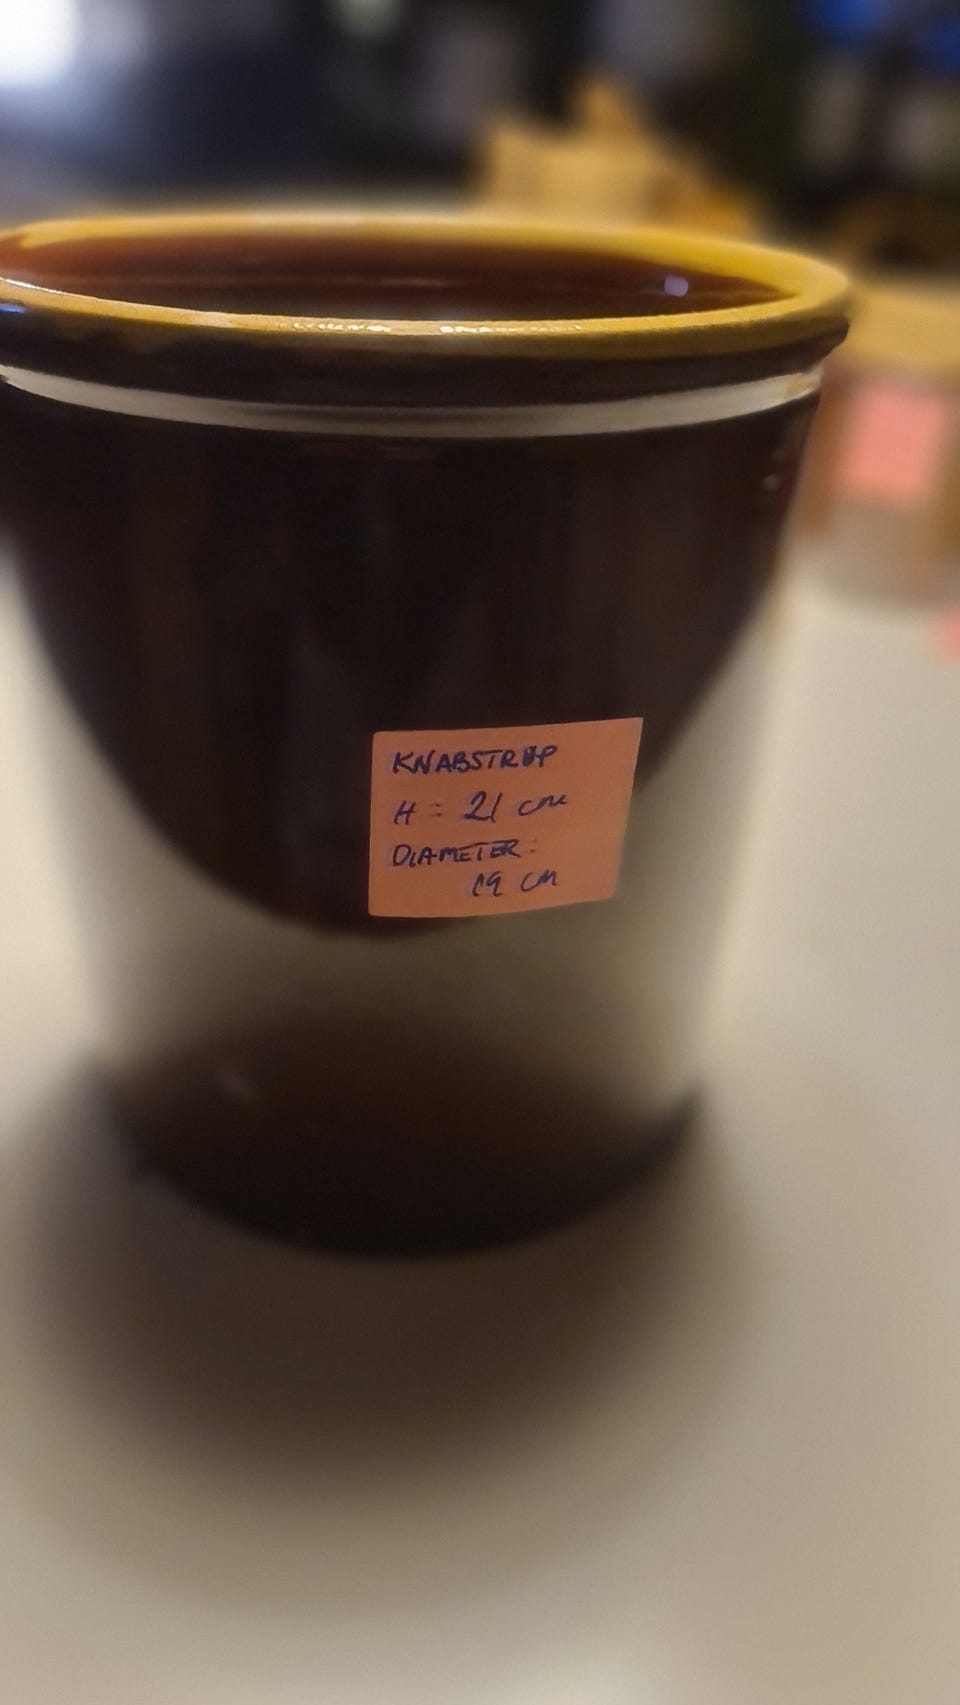 KNABSTRUP
H = 21 cm
DIAMETER:
19 CM